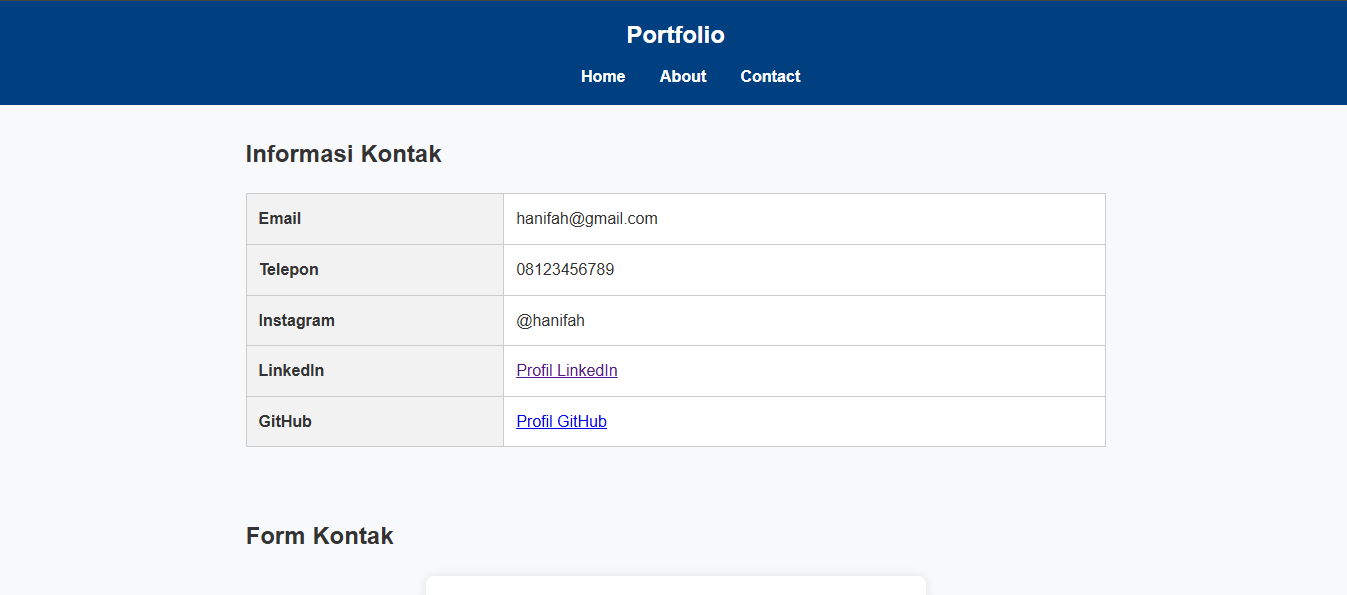 Portfolio
Home About Contact
Informasi Kontak
Email hanifah@gmail.com
Telepon 08123456789
Instagram @hanifah
LinkedIn Profil LinkedIn
GitHub Profil GitHub
Form Kontak